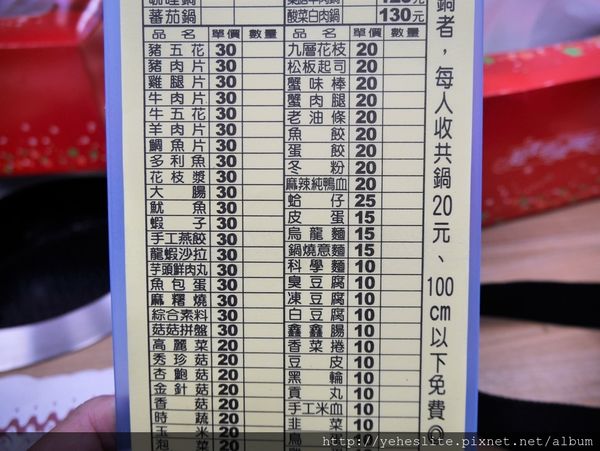 咖哩鍋
蕃茄鍋
酸菜白肉鍋 130元
品名 單價 數量
豬五花 30
豬肉片 30
雞腿片 30
牛肉片 30
牛五花 30
羊肉片 30
鯛魚片 30
多利魚 30
花枝漿 30
大腸 30
魷魚 30
蝦子 30
手工燕餃 30
龍蝦沙拉 30
芋頭鮮肉丸 30
魚包蛋 30
麻糬燒 30
綜合素料 30
菇菇拼盤 30
高麗菜 20
秀珍菇 20
杏鮑菇 20
金針菇 20
香菇 20
時蔬 20
玉米 20
泡菜 20
品名 單價 數量
九層花枝 20
松板起司 20
蟹味棒 20
蟹肉腿 20
老油條 20
魚餃 20
蛋餃 20
冬粉 20
麻辣純鴨血 20
蛤仔 25
皮蛋 15
烏龍麵 15
鍋燒意麵 15
科學麵 10
臭豆腐 10
凍豆腐 10
白豆腐 10
鑫鑫腸 10
香菜捲 10
豆皮 10
黑輪 10
貢丸 10
手工米血 10
韭菜 10
鍋者，每人收共鍋20元、100cm以下免費◎
http://yeheslite.pixnet.net/album